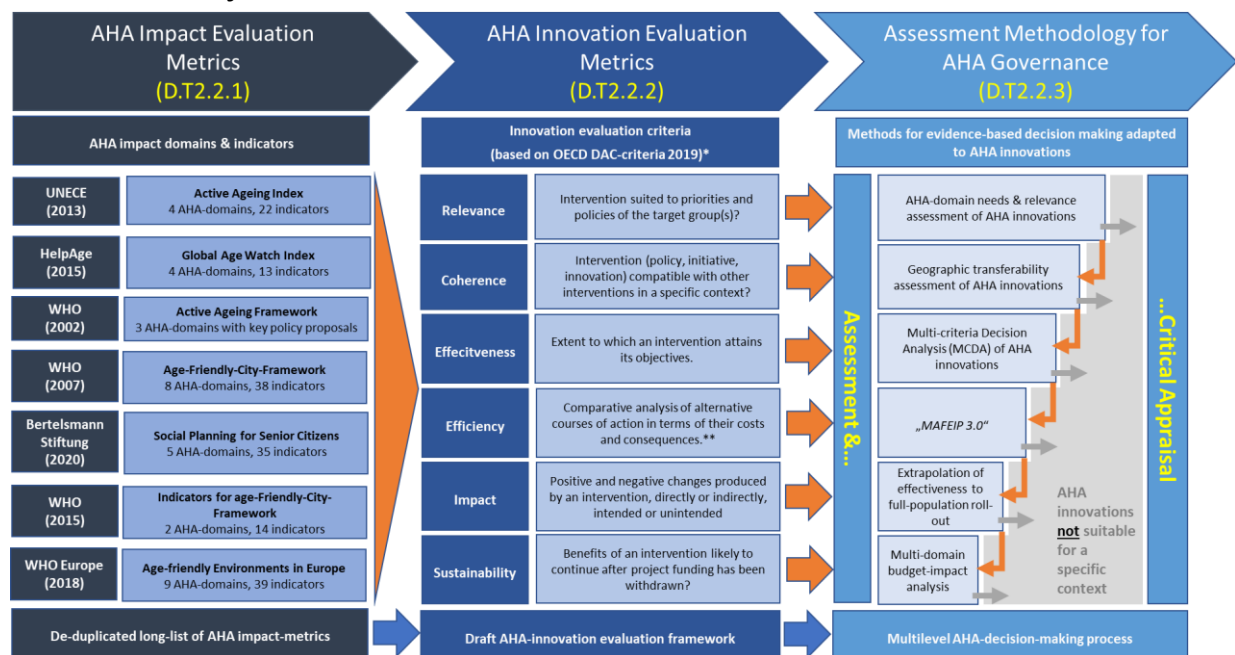 AHA Impact Evaluation
Metrics
(D.T2.2.1)
AHA Innovation Evaluation
Metrics
(D.T2.2.2)
Assessment Methodology for
AHA Governance
(D.T2.2.3)
AHA impact domains & indicators
Innovation evaluation criteria
(based on OECD DAC-criteria 2019)*
Methods for evidence-based decision making adapted
to AHA innovations
UNECE
(2013)
Active Ageing Index
4 AHA-domains, 22 indicators
HelpAge
(2015)
Global Age Watch Index
4 AHA-domains, 13 indicators
WHO
(2002)
Active Ageing Framework
3 AHA-domains with key policy proposals
WHO
(2007)
Age-Friendly-City-Framework
8 AHA-domains, 38 indicators
Bertelsmann
Stiftung
(2020)
Social Planning for Senior Citizens
5 AHA-domains, 35 indicators
WHO
(2015)
Indicators for age-Friendly-City-
Framework
2 AHA-domains, 14 indicators
WHO Europe
(2018)
Age-friendly Environments in Europe
9 AHA-domains, 39 indicators
Relevance
Intervention suited to priorities and
policies of the target group(s)?
Coherence
Intervention (policy, initiative,
innovation) compatible with other
interventions in a specific context?
Effecitveness
Extent to which an intervention attains
its objectives.
Efficiency
Comparative analysis of alternative
courses of action in terms of their costs
and consequences.**
Impact
Positive and negative changes produced
by an intervention, directly or indirectly,
intended or unintended
Sustainability
Benefits of an intervention likely to
continue after project funding has been
withdrawn?
Assessment &...
AHA-domain needs & relevance
assessment of AHA innovations
Geographic transferability
assessment of AHA innovations
Multi-criteria Decision
Analysis (MCDA) of AHA
innovations
„MAFEIP 3.0“
Extrapolation of
effectiveness to
full-population roll-
out
Multi-domain
budget-impact
analysis
AHA
innovations
not suitable
for a
specific
context
...Critical Appraisal
De-duplicated long-list of AHA impact-metrics
Draft AHA-innovation evaluation framework
Multilevel AHA-decision-making process